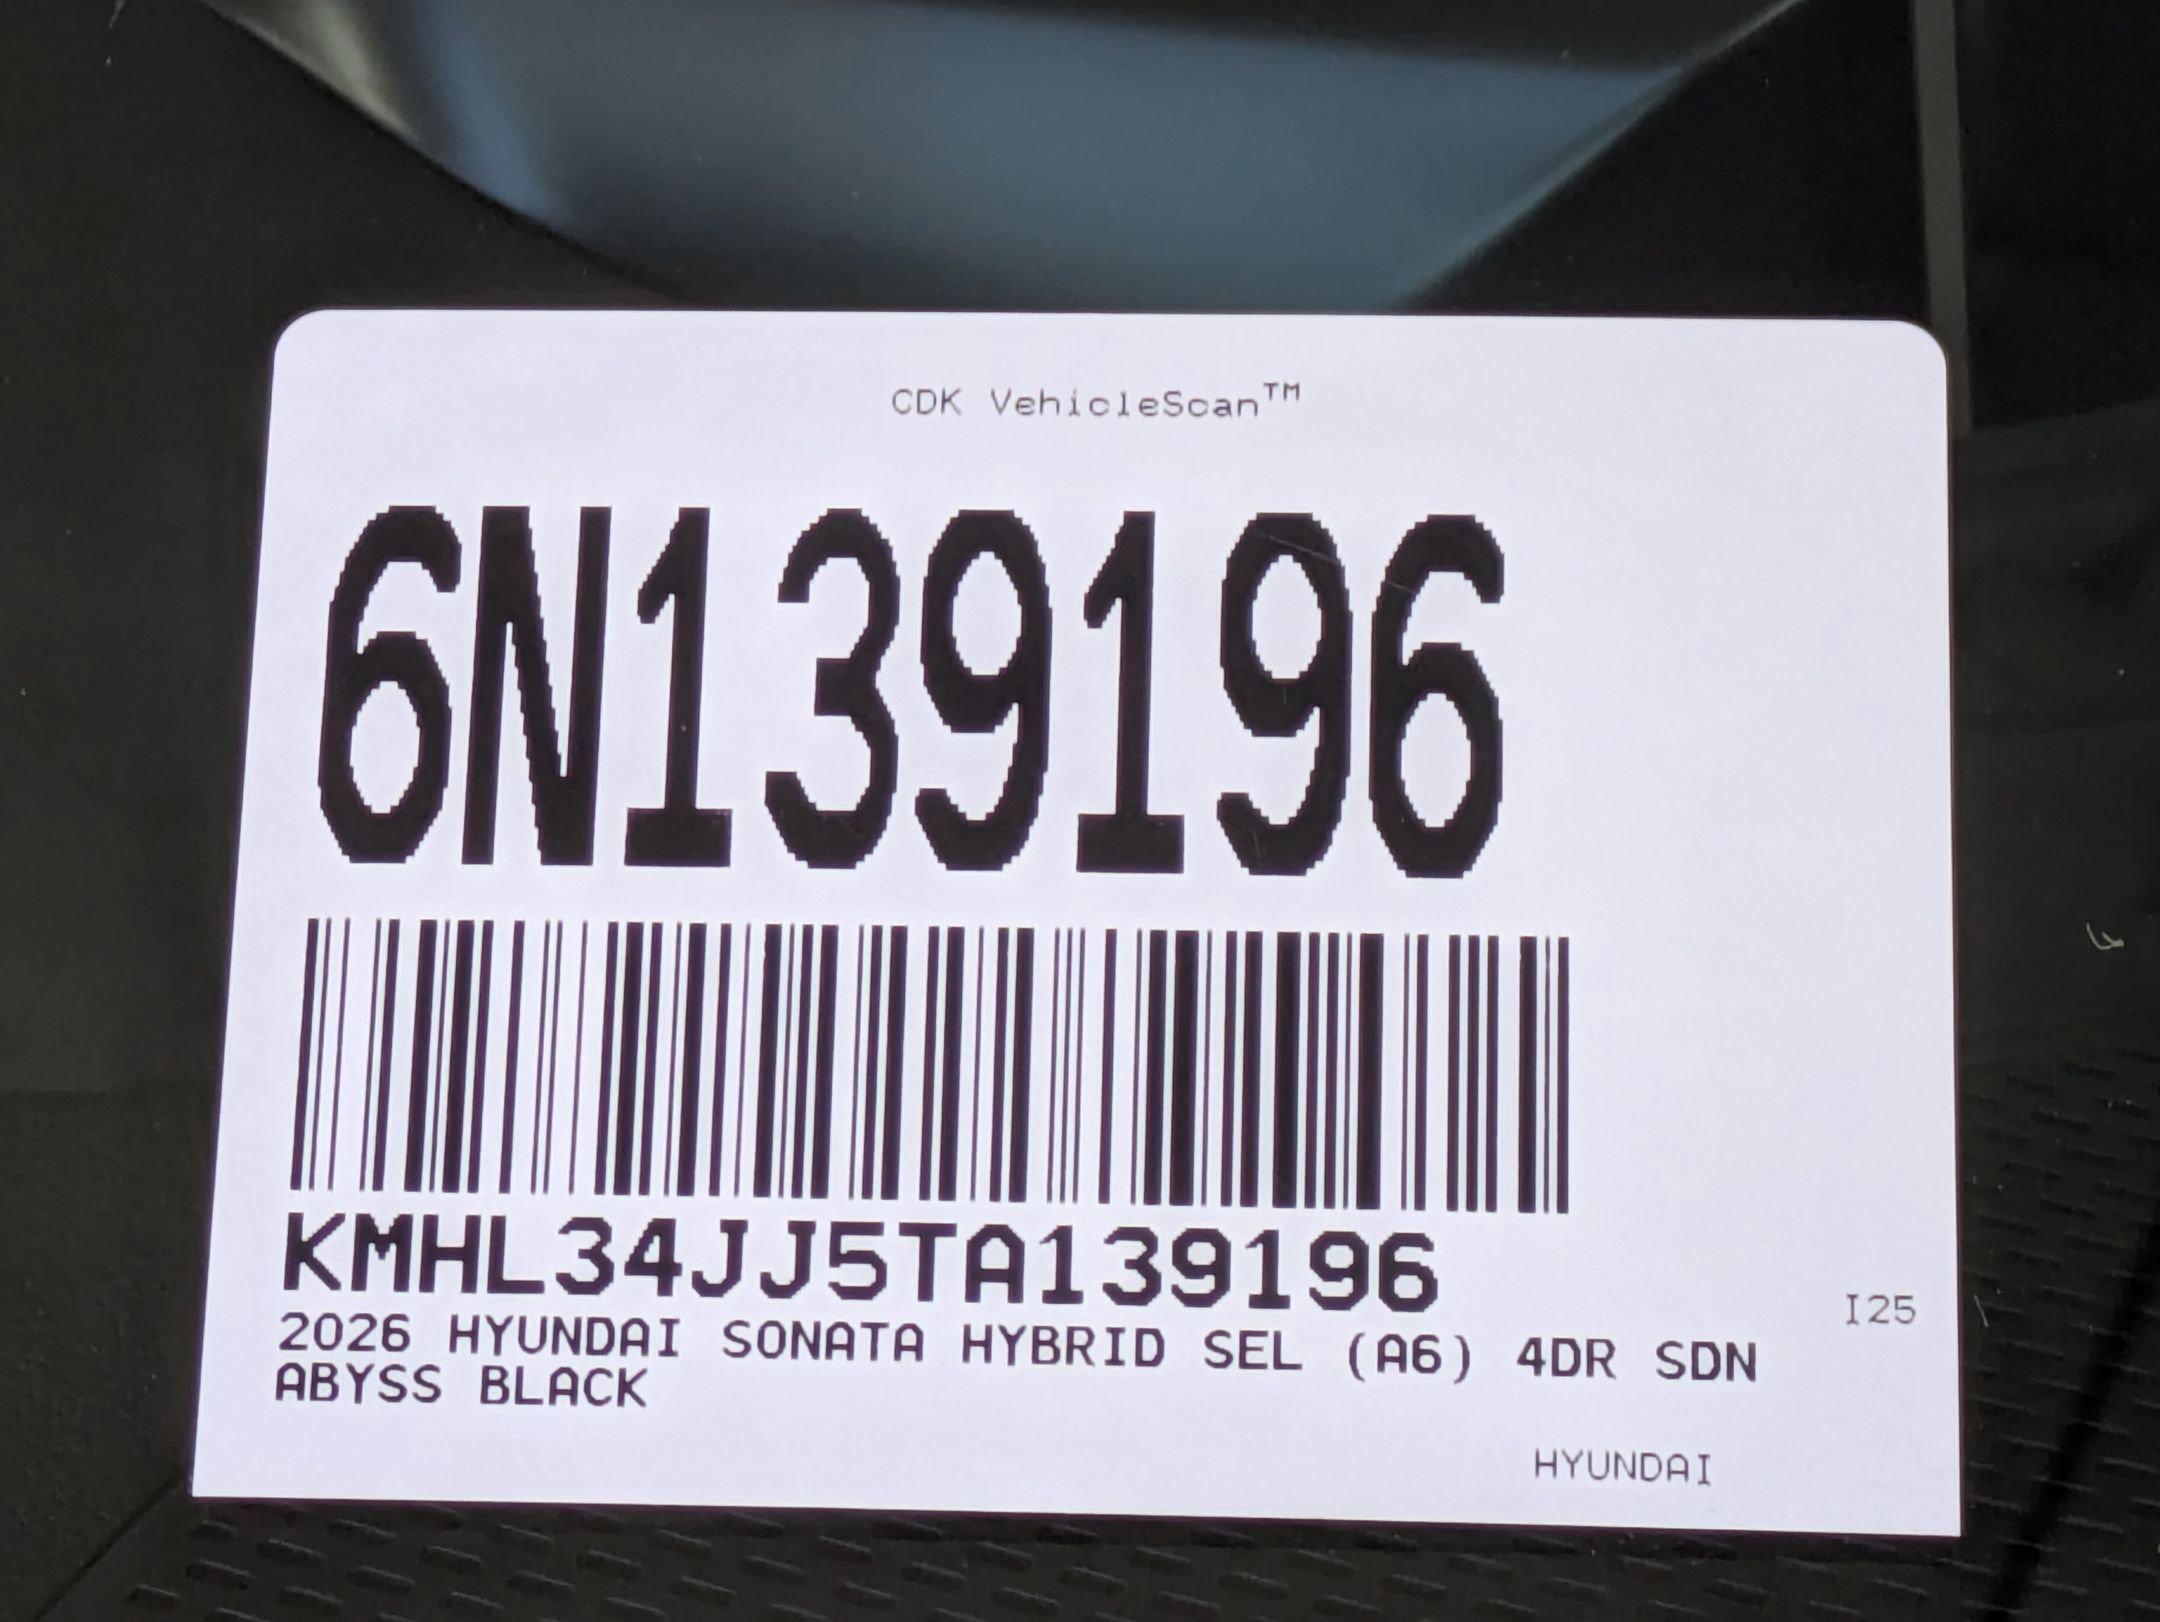 CDK VehicleScan™
6N139196
KMHL34JJ5TA139196
2026 HYUNDAI SONATA HYBRID SEL (A6) 4DR SDN
I25
ABYSS BLACK
HYUNDAI